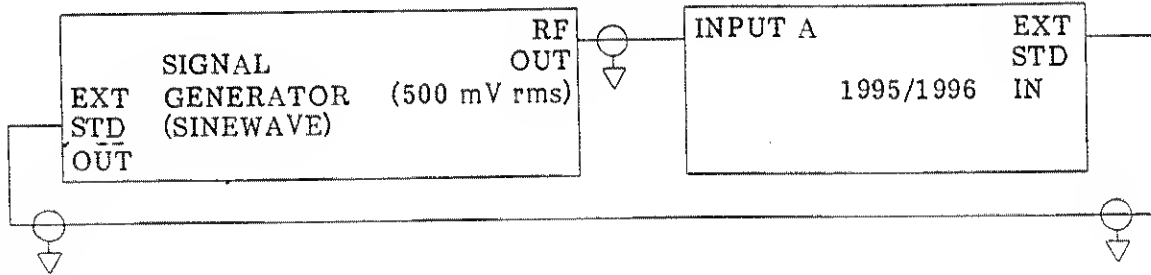 RF
OUT
SIGNAL
EXT GENERATOR (500 mV rms)
STD (SINEWAVE)
OUT
INPUT A EXT
STD
1995/1996 IN